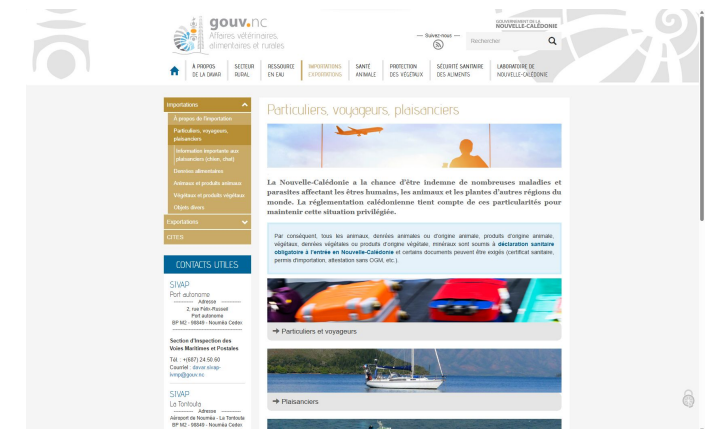 gouv.nc
Affaires vétérinaires,
alimentaires et rurales
GOUVERNEMENT DE LA
NOUVELLE-CALÉDONIE
Suivez-nous
Rechercher
À PROPOS
DE LA DAVAR
SECTEUR
RURAL
RESSOURCE
EN EAU
IMPORTATIONS
EXPORTATIONS
SANTÉ
ANIMALE
PROTECTION
DES VÉGÉTAUX
SÉCURITÉ SANITAIRE
DES ALIMENTS
LABORATOIRE DE
NOUVELLE-CALÉDONIE
Importations
À propos de l'importation
Particuliers, voyageurs,
plaisanciers
Information importante aux
plaisanciers (chien, chat)
Denrées alimentaires
Animaux et produits animaux
Végétaux et produits végétaux
Objets divers
Exportations
CITES
CONTACTS UTILES
SIVAP
Port autonome
Adresse
Port autonome
BP M2 - 98849 - Nouméa Cedex
Section d'Inspection des
Voies Maritimes et Postales
Tél. : +(687) 24 50 60
Courriel : davar.sivap-
ivmp@gouv.nc
SIVAP
La Tontouta
Adresse
Aéroport de Nouméa - La Tontouta
BP M2 - 98849 - Nouméa Cedex
Particuliers, voyageurs, plaisanciers
La Nouvelle-Calédonie a la chance d'être indemne de nombreuses maladies et
parasites affectant les êtres humains, les animaux et les plantes d'autres régions du
monde. La réglementation calédonienne tient compte de ces particularités pour
maintenir cette situation privilégiée.
Par conséquent, tous les animaux, denrées animales ou d'origine animale, produits d'origine animale,
végétaux, denrées végétales ou produits d'origine végétale, minéraux sont soumis à déclaration sanitaire
obligatoire à l'entrée en Nouvelle-Calédonie et certains documents peuvent être exigés (certificat sanitaire,
permis d'importation, attestation sans OGM, etc.).
Particuliers et voyageurs
Plaisanciers